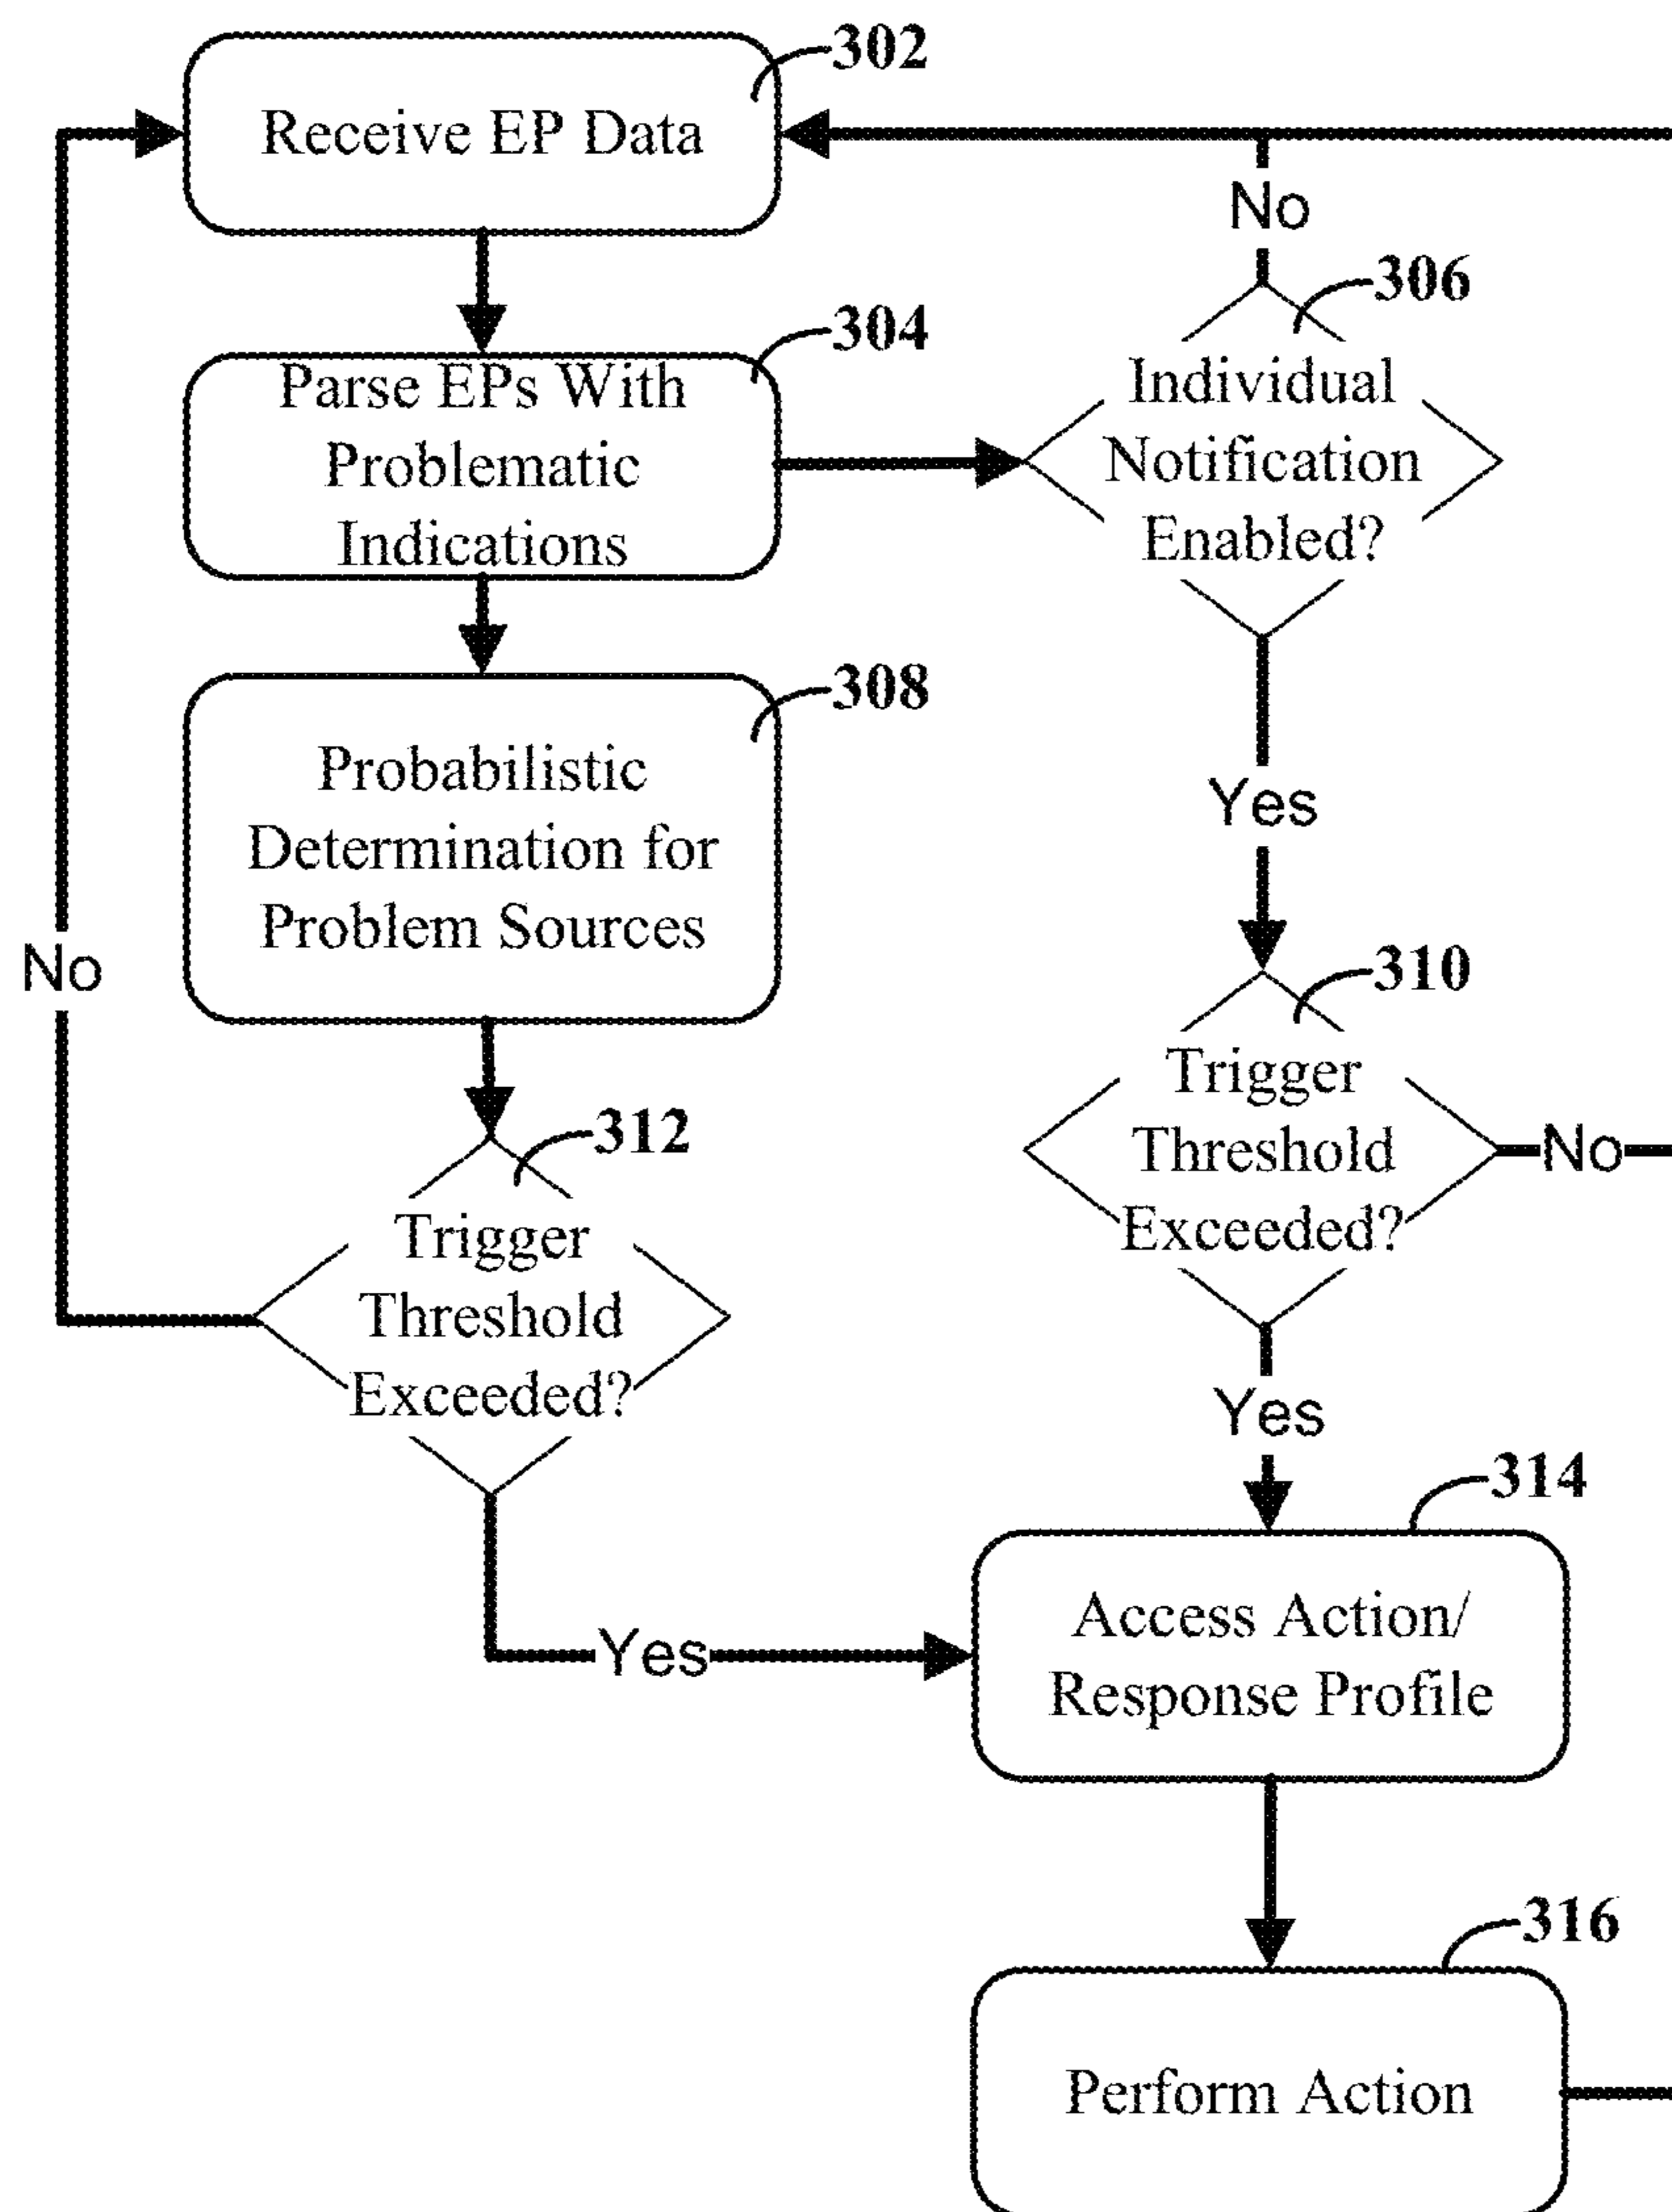 302
Receive EP Data
No
306
304
Parse EPs With
Problematic
Indications
Individual
Notification
Enabled?
308
Probabilistic
Determination for
Problem Sources
Yes
No
310
Trigger
Threshold
Exceeded?
No
312
Trigger
Threshold
Exceeded?
Yes
314
Access Action/
Response Profile
Yes
316
Perform Action